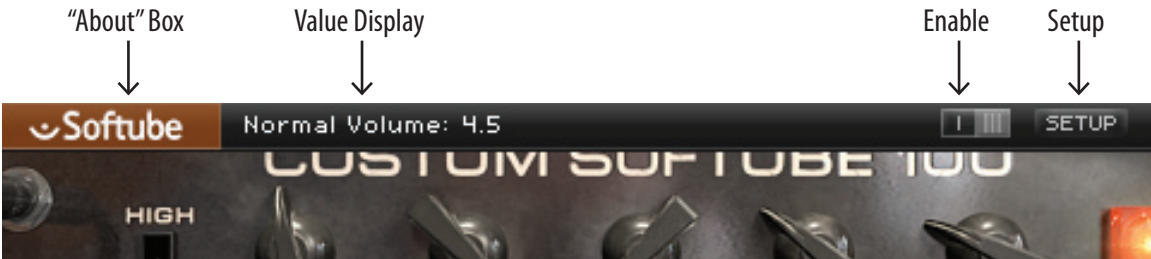 “About” Box Value Display Enable Setup
Softube Normal Volume: 4.5 I SETUP
CUSTOM SOFTUBE 100
HIGH